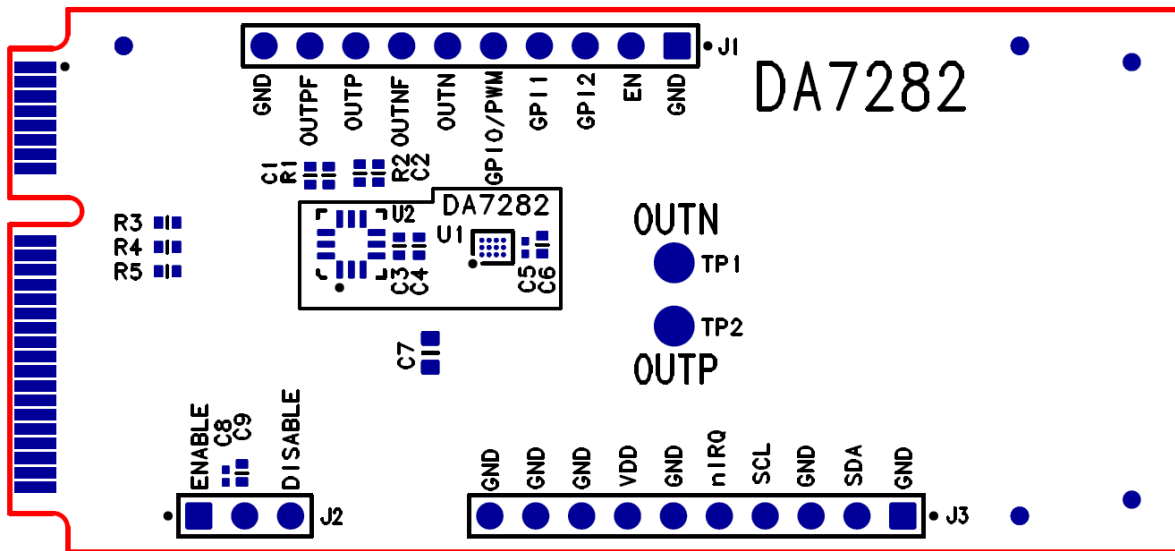 J1
GND
OUTPF
OUTP
OUTNF
OUTN
GPIO/PWM
GPI1
GPI2
EN
GND
DA7282
C1
R1
R2
C2
R3
R4
R5
U2
DA7282
U1
C3
C4
C5
C6
OUTN
TP1
TP2
OUTP
C7
ENABLE
C8
C9
DISABLE
J2
GND
GND
GND
VDD
GND
nIRQ
SCL
GND
SDA
GND
J3